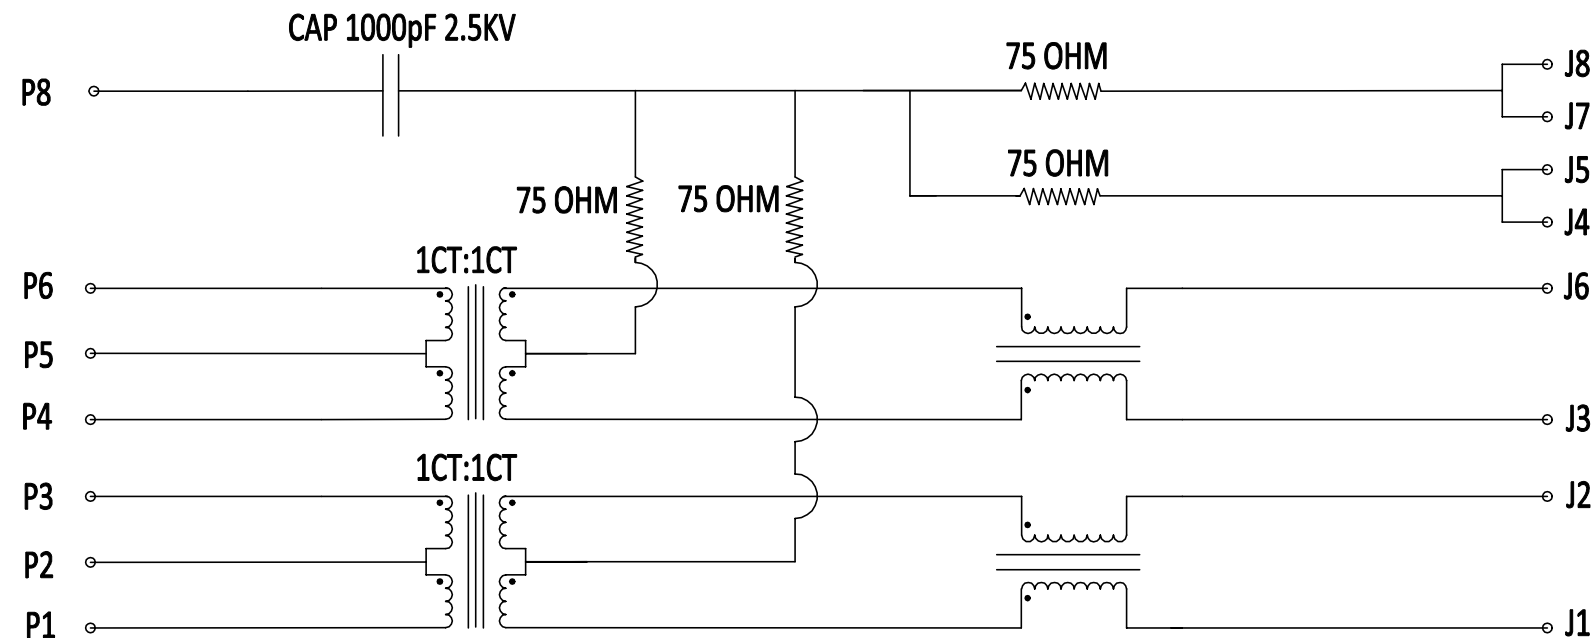 CAP 1000pF 2.5KV
75 OHM
J8
P8
J7
75 OHM
J5
75 OHM
75 OHM
J4
1CT:1CT
P6
J6
P5
P4
J3
1CT:1CT
P3
J2
P2
P1
J1